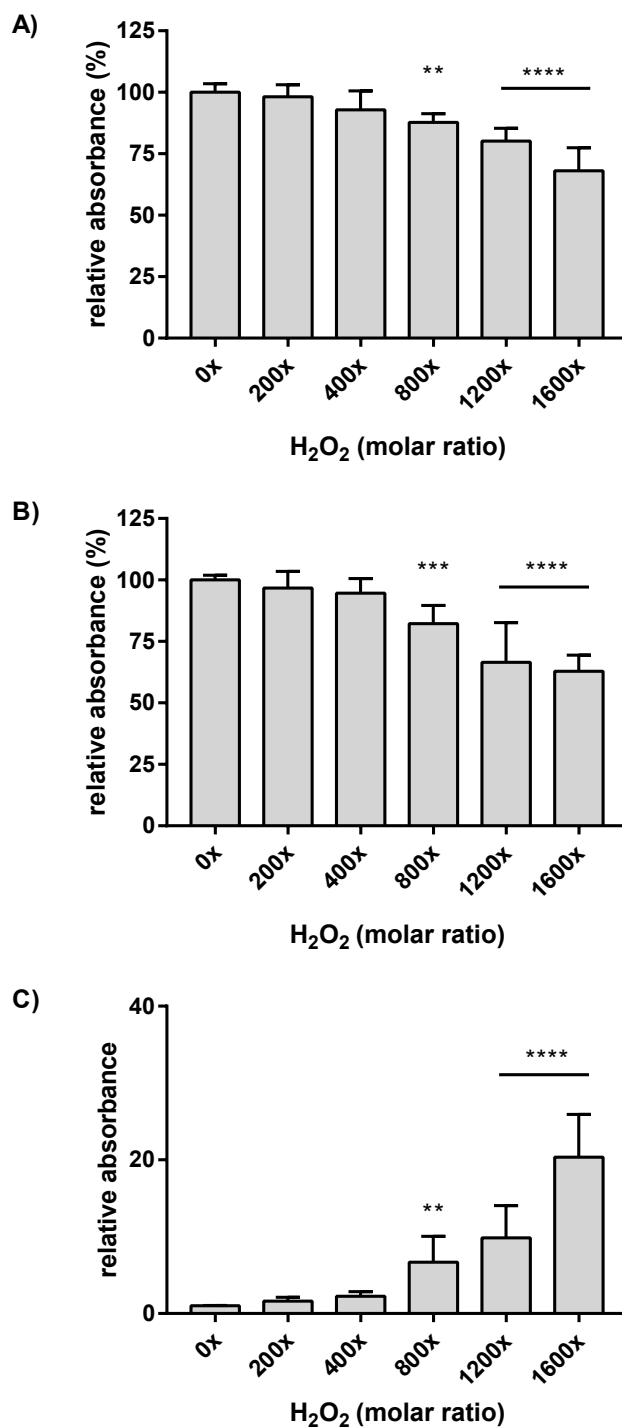 A)
relative absorbance (%)
125
100
75
50
25
0
**
****
0x
200x
400x
800x
1200x
1600x
H₂O₂ (molar ratio)
B)
relative absorbance (%)
125
100
75
50
25
0
***
****
0x
200x
400x
800x
1200x
1600x
H₂O₂ (molar ratio)
C)
relative absorbance
40
20
0
**
****
0x
200x
400x
800x
1200x
1600x
H₂O₂ (molar ratio)